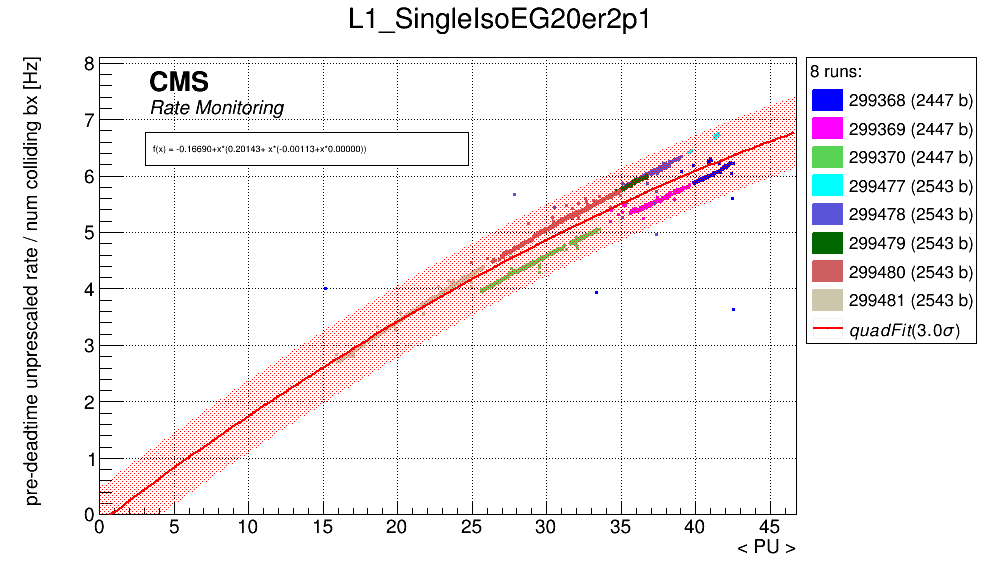 L1_SingleIsoEG20er2p1
pre-deadtime unprescaled rate / num colliding bx [Hz]
8
7
6
5
4
3
2
1
0
CMS
Rate Monitoring
f(x) = -0.16690+x*(0.20143+ x*(-0.00113+x*0.00000))
0 5 10 15 20 25 30 35 40 45
< PU >
8 runs:
299368 (2447 b)
299369 (2447 b)
299370 (2447 b)
299477 (2543 b)
299478 (2543 b)
299479 (2543 b)
299480 (2543 b)
299481 (2543 b)
quadFit(3.0σ)